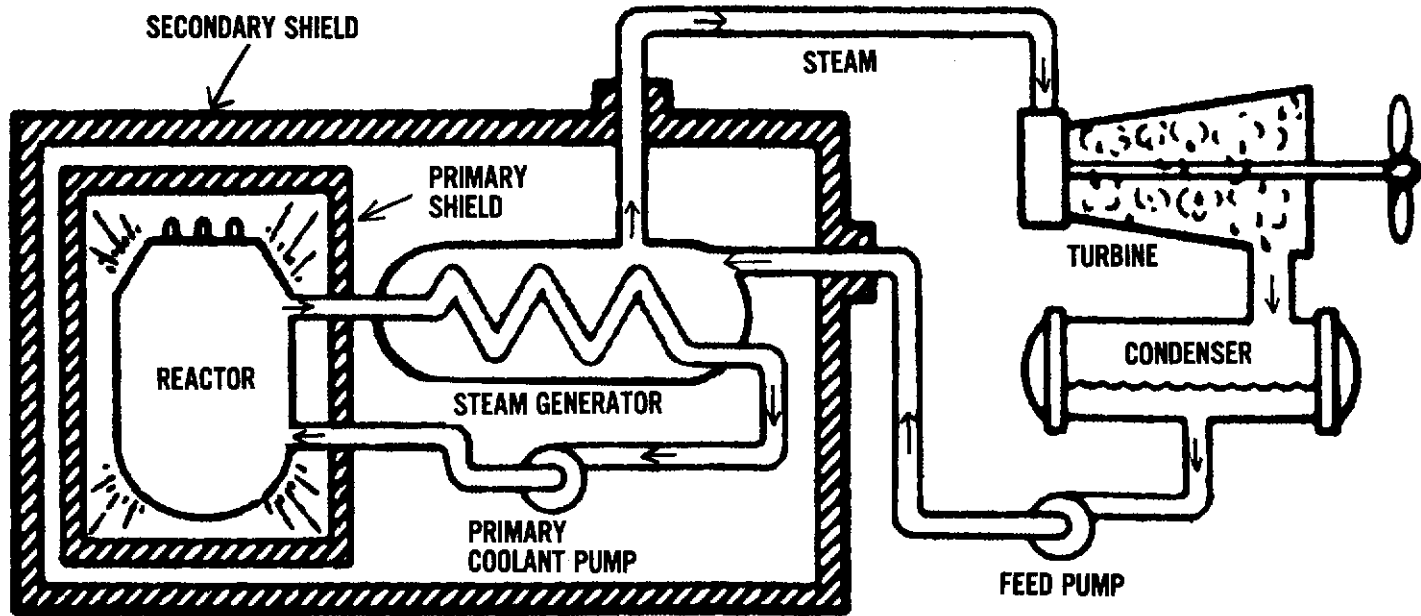 SECONDARY SHIELD
STEAM
PRIMARY
SHIELD
TURBINE
REACTOR
CONDENSER
STEAM GENERATOR
PRIMARY
COOLANT PUMP
FEED PUMP